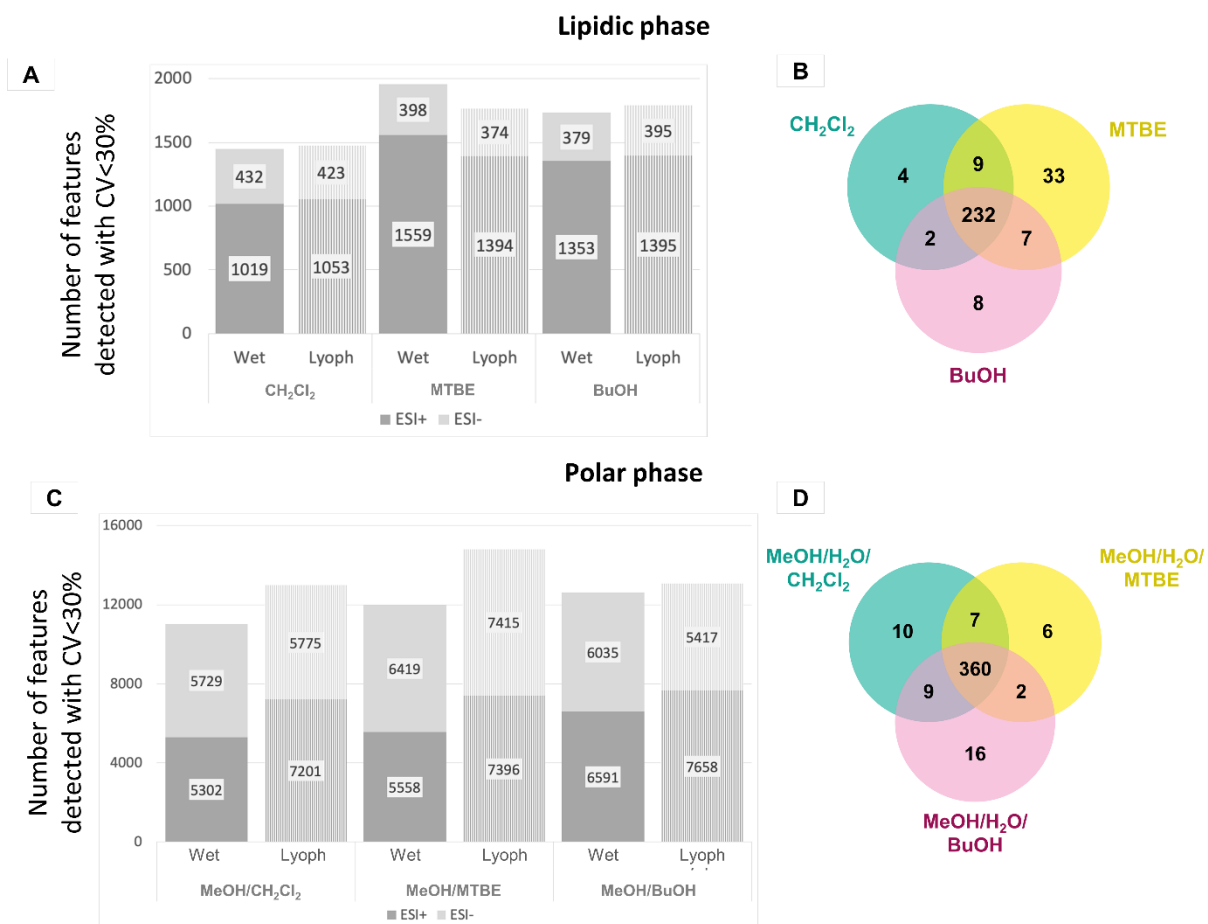 Lipidic phase
A
Number of features
detected with CV<30%
2000
1500
1000
500
0
432
423
398
374
379
395
1019
1053
1559
1394
1353
1395
Wet
Lyoph
Wet
Lyoph
Wet
Lyoph
CH₂Cl₂
MTBE
BuOH
ESI+
ESI-
B
CH₂Cl₂
MTBE
4
9
33
232
2
7
8
BuOH
Polar phase
C
Number of features
detected with CV<30%
16000
12000
8000
4000
0
5729
5775
6419
7415
6035
5417
5302
7201
5558
7396
6591
7658
Wet
Lyoph
Wet
Lyoph
Wet
Lyoph
MeOH/CH₂Cl₂
MeOH/MTBE
MeOH/BuOH
ESI+
ESI-
D
MeOH/H₂O/
CH₂Cl₂
MeOH/H₂O/
MTBE
10
7
6
360
9
2
16
MeOH/H₂O/
BuOH